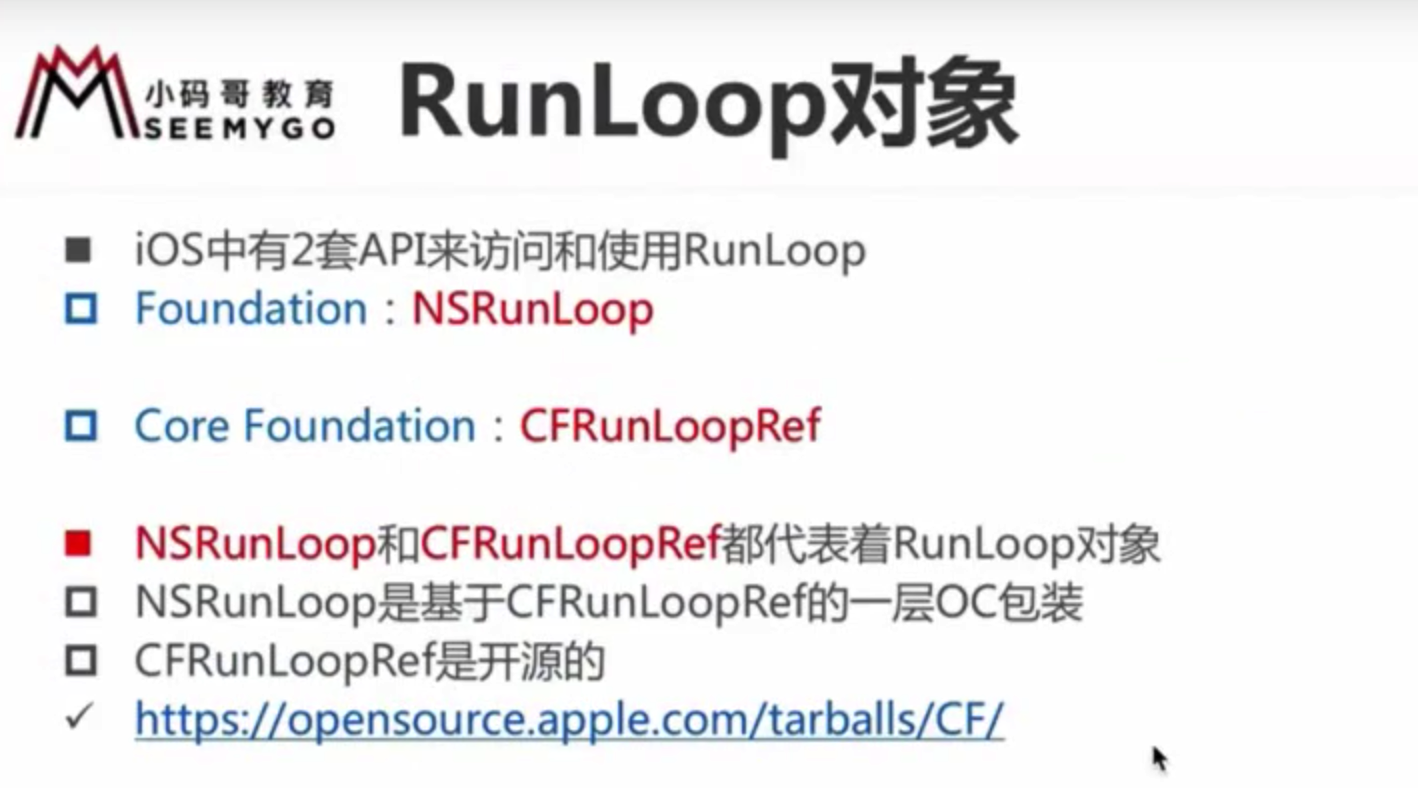 小码哥教育
SEEMYGO
RunLoop对象
iOS中有2套API来访问和使用RunLoop
Foundation：NSRunLoop
Core Foundation：CFRunLoopRef
NSRunLoop和CFRunLoopRef都代表着RunLoop对象
NSRunLoop是基于CFRunLoopRef的一层OC包装
CFRunLoopRef是开源的
https://opensource.apple.com/tarballs/CF/